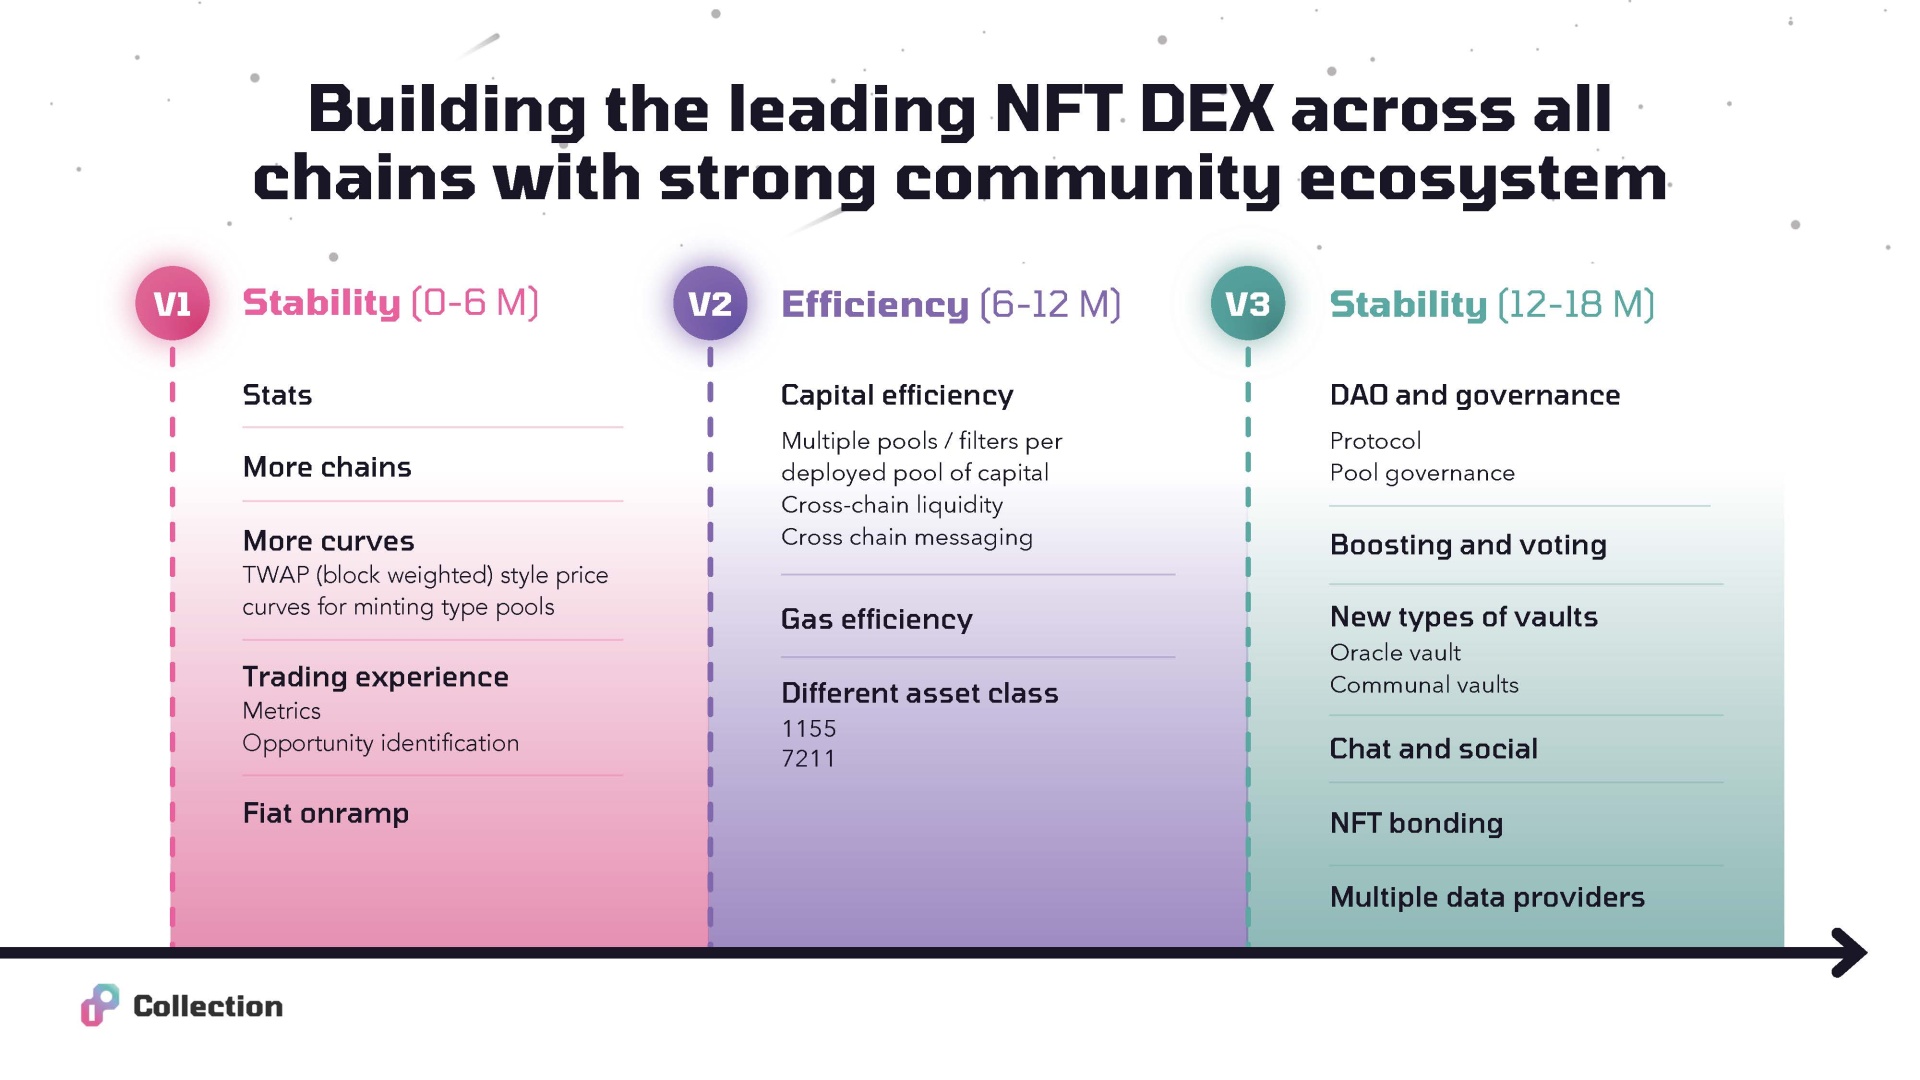 Building the leading NFT DEX across all
chains with strong community ecosystem
V1
Stability (0-6 M)
Stats
More chains
More curves
TWAP (block weighted) style price
curves for minting type pools
Trading experience
Metrics
Opportunity identification
Fiat onramp
V2
Efficiency (6-12 M)
Capital efficiency
Multiple pools / filters per
deployed pool of capital
Cross-chain liquidity
Cross chain messaging
Gas efficiency
Different asset class
1155
7211
V3
Stability (12-18 M)
DAO and governance
Protocol
Pool governance
Boosting and voting
New types of vaults
Oracle vault
Communal vaults
Chat and social
NFT bonding
Multiple data providers
Collection